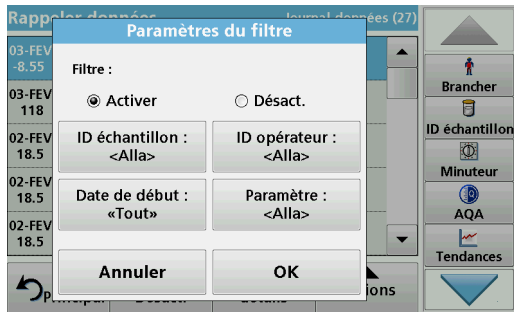 Rappeler données
Journal données (27)
Paramètres du filtre
03-FEV
-8.55
Filtre :
Activer
Désact.
03-FEV
118
02-FEV
18.5
02-FEV
18.5
02-FEV
18.5
ID échantillon :
<Alla>
ID opérateur :
<Alla>
Date de début :
«Tout»
Paramètre :
<Alla>
Annuler
OK
Brancher
ID échantillon
Minuteur
AQA
Tendances